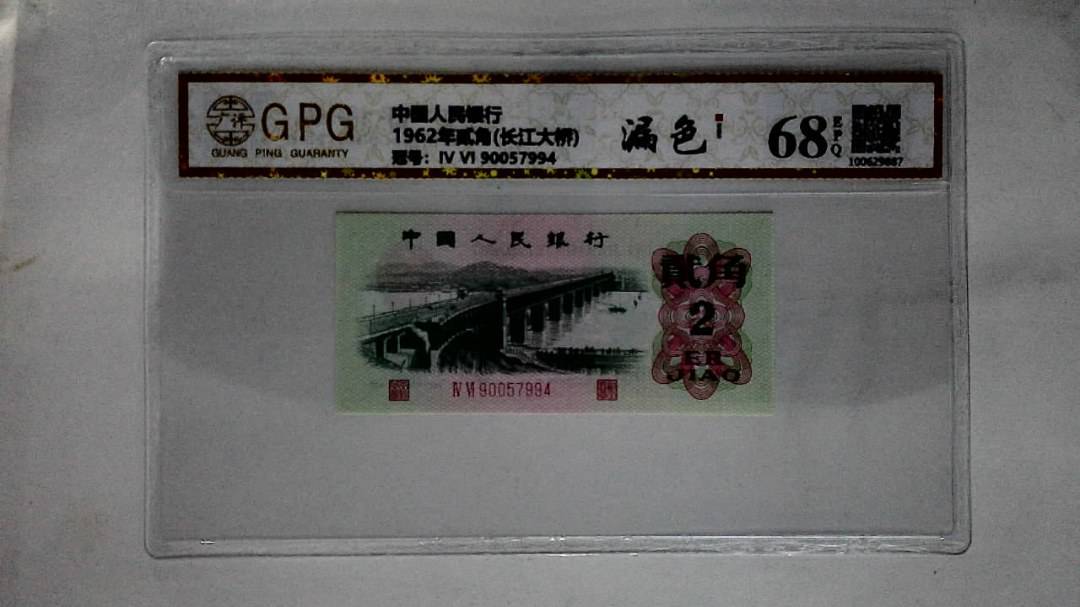 GPG
GUANG PING GUARANTY
中國人民銀行
1962年贰角(长江大桥)
冠号: Ⅳ Ⅵ 90057994
漏色
68
EPQ
100629887
中國人民銀行
貳角
2
ER
JIAO
Ⅳ Ⅵ 90057994